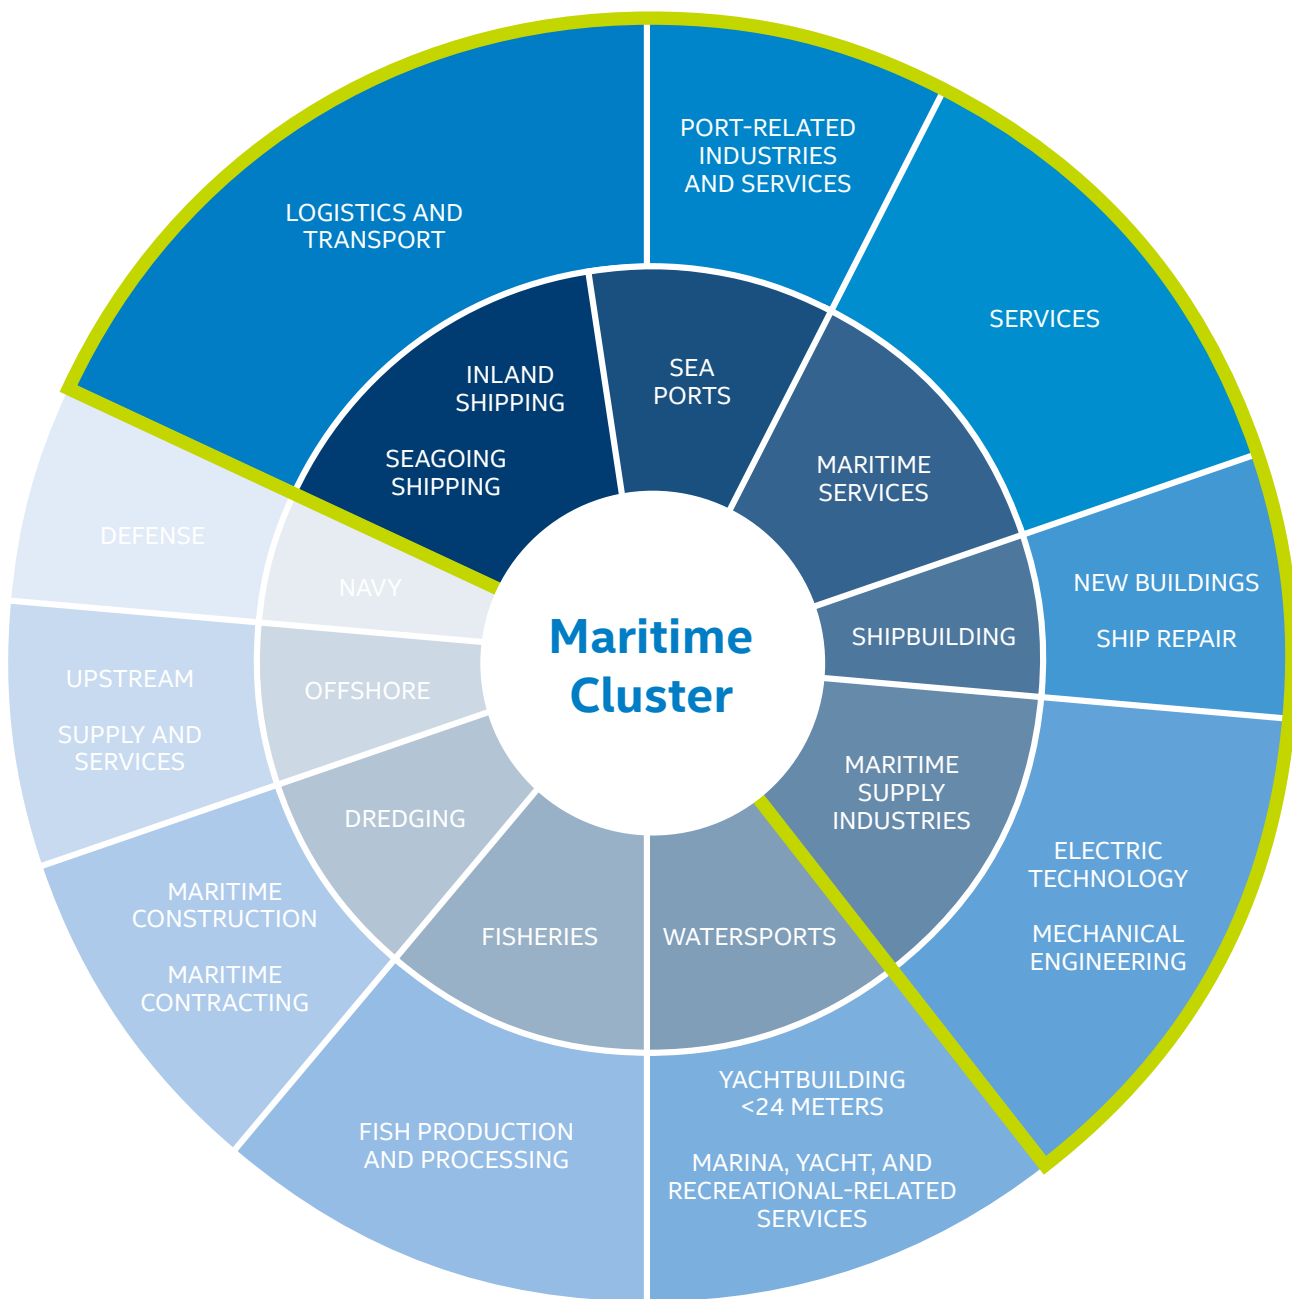 PORT-RELATED
INDUSTRIES
AND SERVICES
LOGISTICS AND
TRANSPORT
SERVICES
INLAND
SHIPPING
SEAGOING
SHIPPING
SEA
PORTS
MARITIME
SERVICES
DEFENSE
NAVY
NEW BUILDINGS
SHIP REPAIR
SHIPBUILDING
Maritime
Cluster
UPSTREAM
SUPPLY AND
SERVICES
OFFSHORE
MARITIME
SUPPLY
INDUSTRIES
DREDGING
ELECTRIC
TECHNOLOGY
MECHANICAL
ENGINEERING
MARITIME
CONSTRUCTION
MARITIME
CONTRACTING
FISHERIES
WATERSPORTS
YACHTBUILDING
<24 METERS
MARINA, YACHT, AND
RECREATIONAL-RELATED
SERVICES
FISH PRODUCTION
AND PROCESSING